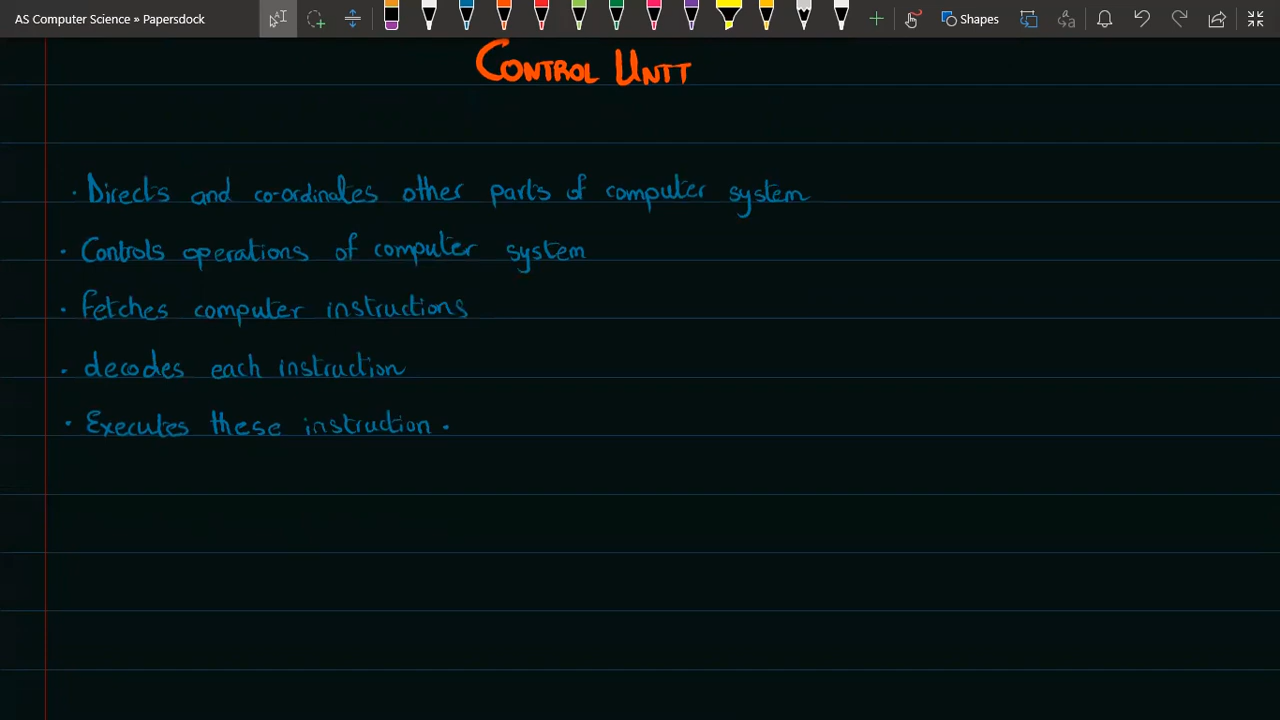 AS Computer Science » Papersdock
Shapes
CONTROL UNIT
· Directs and co-ordinates other parts of computer system
· Controls operations of computer system
· fetches computer instructions
· decodes each instruction
· Executes these instruction.